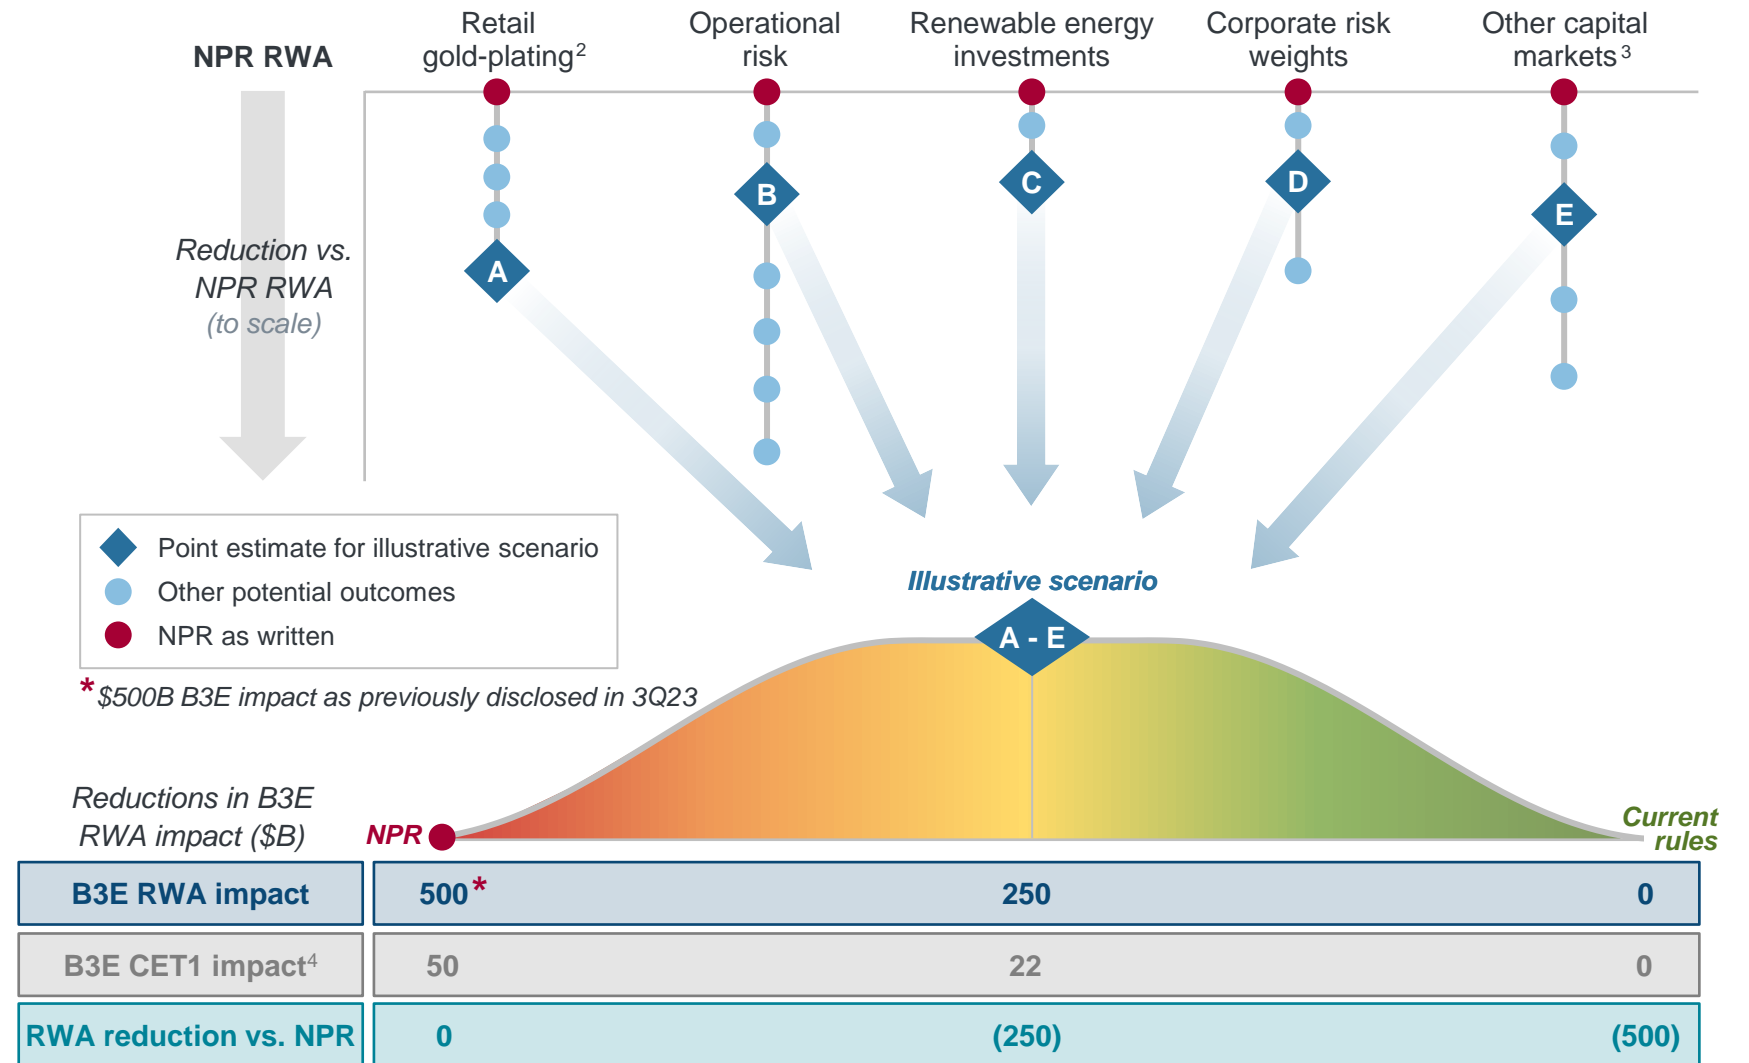 NPR RWA
Retail
gold-plating2
Operational
risk
Renewable energy
investments
Corporate risk
weights
Other capital
markets3
Reduction vs.
NPR RWA
(to scale)
A
B
C
D
E
Point estimate for illustrative scenario
Other potential outcomes
NPR as written
* $500B B3E impact as previously disclosed in 3Q23
Illustrative scenario
A - E
Reductions in B3E
RWA impact ($B)
NPR
Current
rules
B3E RWA impact 500* 250 0
B3E CET1 impact4 50 22 0
RWA reduction vs. NPR 0 (250) (500)